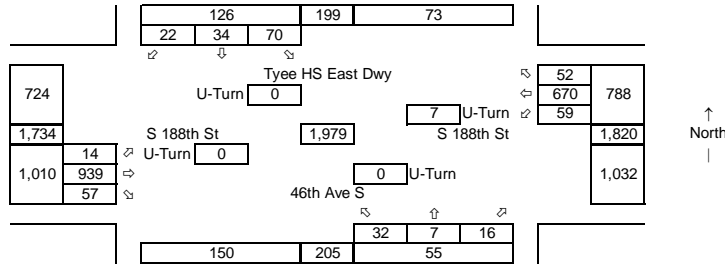 126 199 73
22 34 70
Tyee HS East Dwy
52
724 U-Turn 0 670 788
7 U-Turn 59
↑
1,734 S 188th St 1,979 S 188th St 1,820 North
14 U-Turn 0
1,010 939 0 U-Turn 1,032
57 46th Ave S
32 7 16
150 205 55